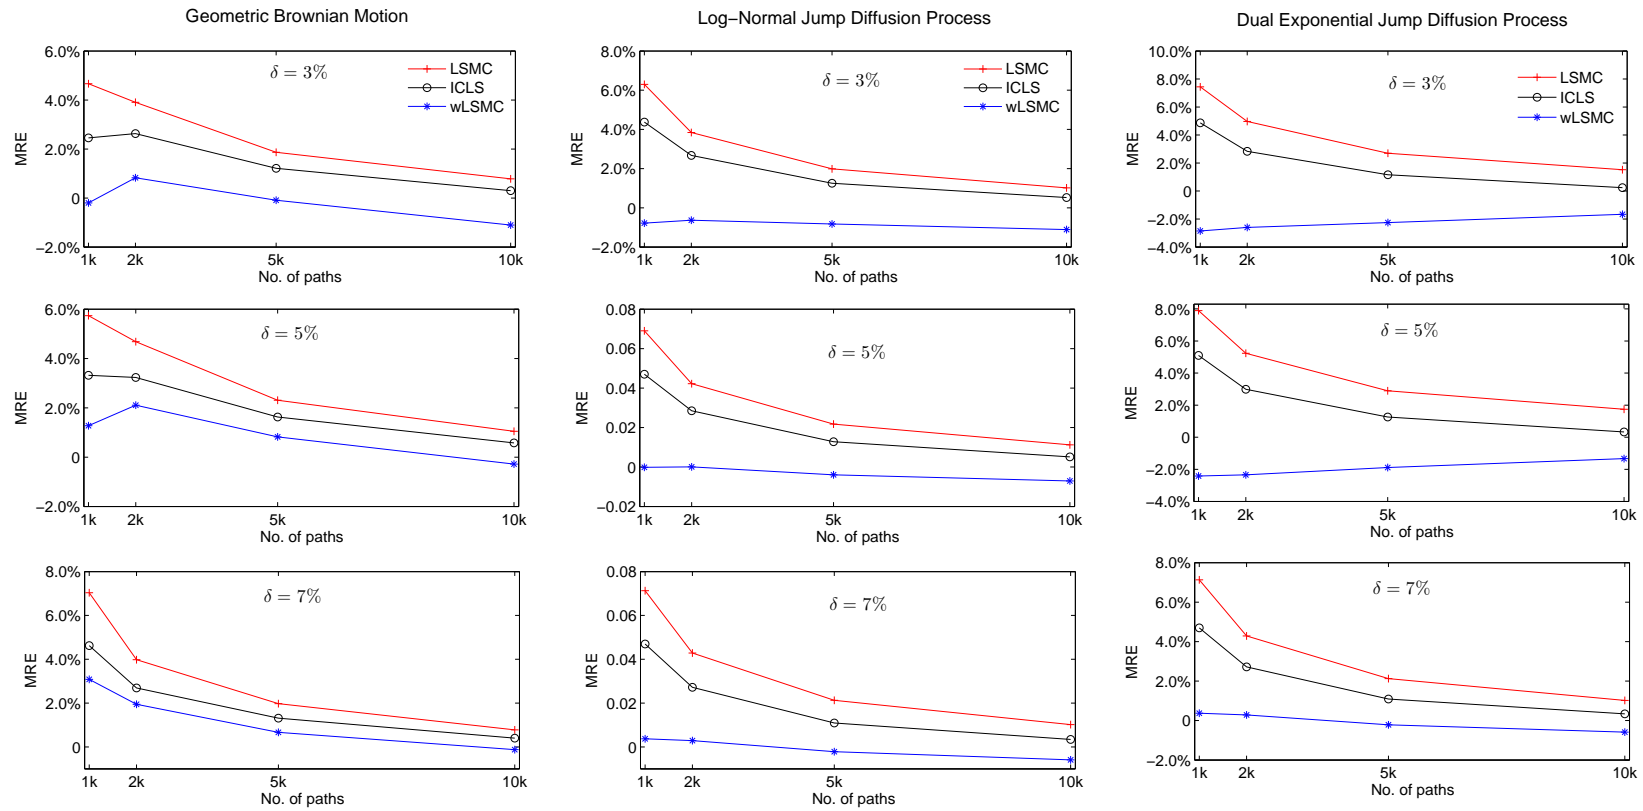 Geometric Brownian Motion
6.0%
4.0%
2.0%
0
−2.0%
MRE
δ = 3%
LSMC
ICLS
wLSMC
1k
2k
5k
10k
No. of paths
Log−Normal Jump Diffusion Process
8.0%
6.0%
4.0%
2.0%
0
−2.0%
MRE
δ = 3%
LSMC
ICLS
wLSMC
1k
2k
5k
10k
No. of paths
Dual Exponential Jump Diffusion Process
10.0%
8.0%
6.0%
4.0%
2.0%
0
−2.0%
−4.0%
MRE
δ = 3%
LSMC
ICLS
wLSMC
1k
2k
5k
10k
No. of paths
6.0%
4.0%
2.0%
0
−2.0%
MRE
δ = 5%
1k
2k
5k
10k
No. of paths
0.08
0.06
0.04
0.02
0
−0.02
MRE
δ = 5%
1k
2k
5k
10k
No. of paths
8.0%
6.0%
4.0%
2.0%
0
−2.0%
−4.0%
MRE
δ = 5%
1k
2k
5k
10k
No. of paths
8.0%
6.0%
4.0%
2.0%
0
MRE
δ = 7%
1k
2k
5k
10k
No. of paths
0.08
0.06
0.04
0.02
0
MRE
δ = 7%
1k
2k
5k
10k
No. of paths
8.0%
6.0%
4.0%
2.0%
0
−2.0%
MRE
δ = 7%
1k
2k
5k
10k
No. of paths